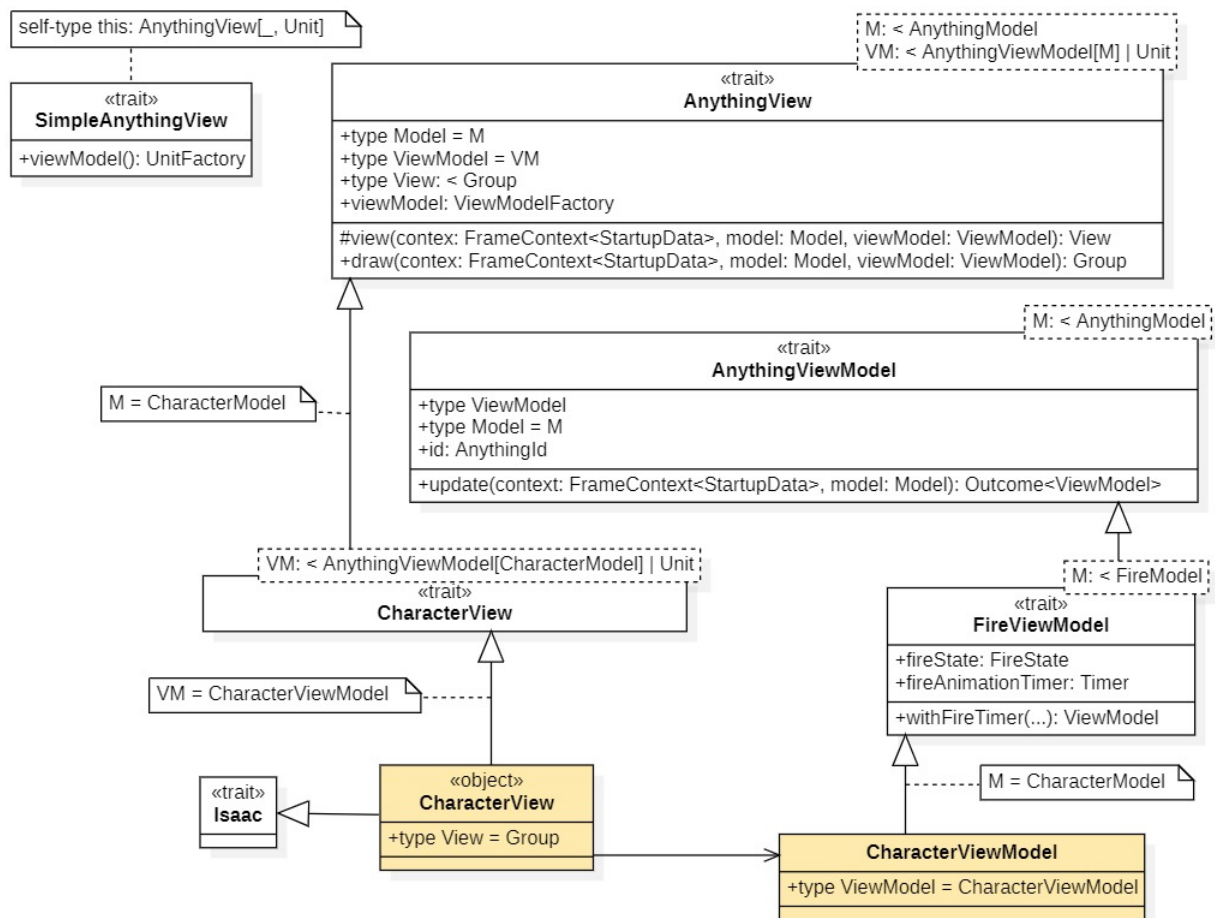 self-type this: AnythingView[_, Unit]
«trait»
SimpleAnythingView
+viewModel(): UnitFactory
M: < AnythingModel
VM: < AnythingViewModel[M] | Unit
«trait»
AnythingView
+type Model = M
+type ViewModel = VM
+type View: < Group
+viewModel: ViewModelFactory
#view(contex: FrameContext<StartupData>, model: Model, viewModel: ViewModel): View
+draw(contex: FrameContext<StartupData>, model: Model, viewModel: ViewModel): Group
M: < AnythingModel
«trait»
AnythingViewModel
+type ViewModel
+type Model = M
+id: AnythingId
+update(context: FrameContext<StartupData>, model: Model): Outcome<ViewModel>
M = CharacterModel
VM: < AnythingViewModel[CharacterModel] | Unit
«trait»
CharacterView
M: < FireModel
«trait»
FireViewModel
+fireState: FireState
+fireAnimationTimer: Timer
+withFireTimer(...): ViewModel
VM = CharacterViewModel
«trait»
Isaac
«object»
CharacterView
+type View = Group
M = CharacterModel
CharacterViewModel
+type ViewModel = CharacterViewModel